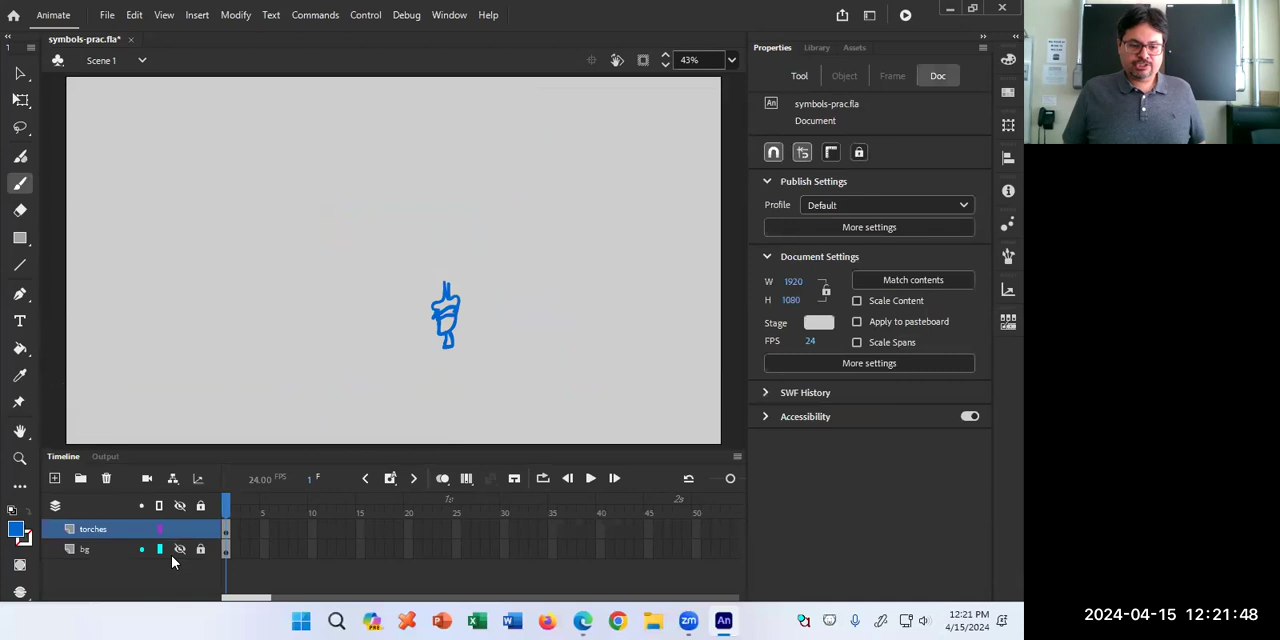 Animate File Edit View Insert Modify Text Commands Control Debug Window Help
symbols-prac.fla* ×
Scene 1
43%
1
Properties Library Assets
Tool Object Frame Doc
An symbols-prac.fla
Document
Publish Settings
Profile Default
More settings
Document Settings
W 1920 Match contents
H 1080 Scale Content
Stage Apply to pasteboard
FPS 24 Scale Spans
More settings
SWF History
Accessibility
Timeline Output
24.00 FPS 1 F
1s 2s
5 10 15 20 25 30 35 40 45 50
torches
bg
12:21 PM
4/15/2024
2024-04-15 12:21:48